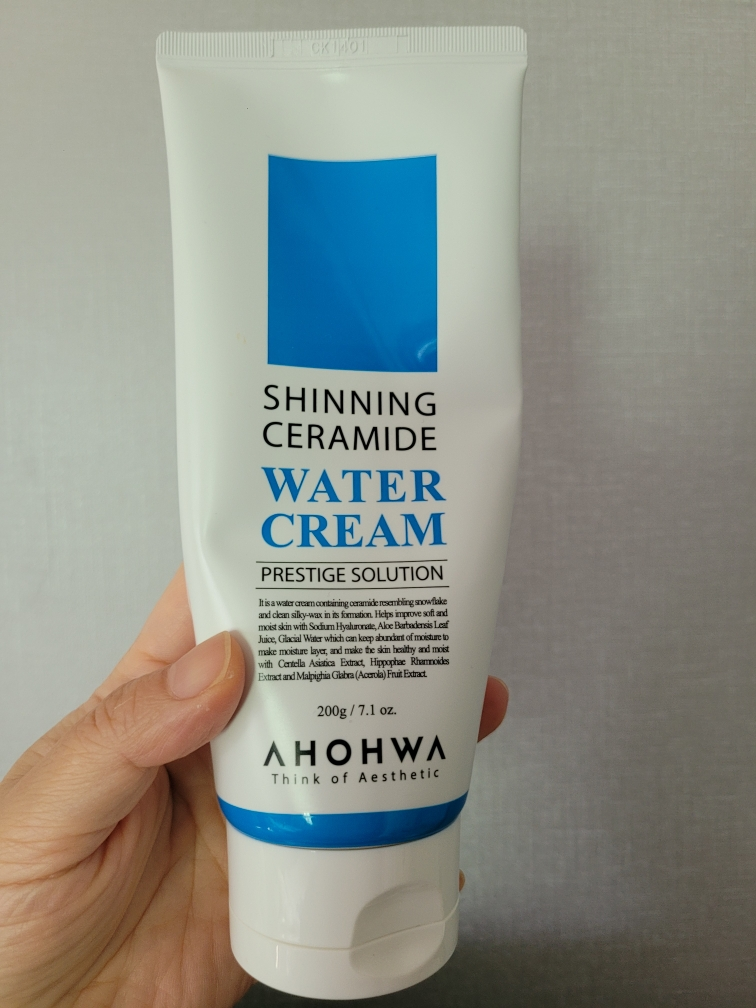 CK1401
SHINNING
CERAMIDE
WATER
CREAM
PRESTIGE SOLUTION
It is a water cream containing ceramide resembling snowflake
and clean silky-wax in its formation. Helps improve soft and
moist skin with Sodium Hyaluronate, Aloe Barbadensis Leaf
Juice, Glacial Water which can keep abundant of moisture to
make moisture layer, and make the skin healthy and moist
with Centella Asiatica Extract, Hippophae Rhamnoides
Extract and Malpighia Glabra (Acerola) Fruit Extract.
200g / 7.1 oz.
AHOHWA
Think of Aesthetic